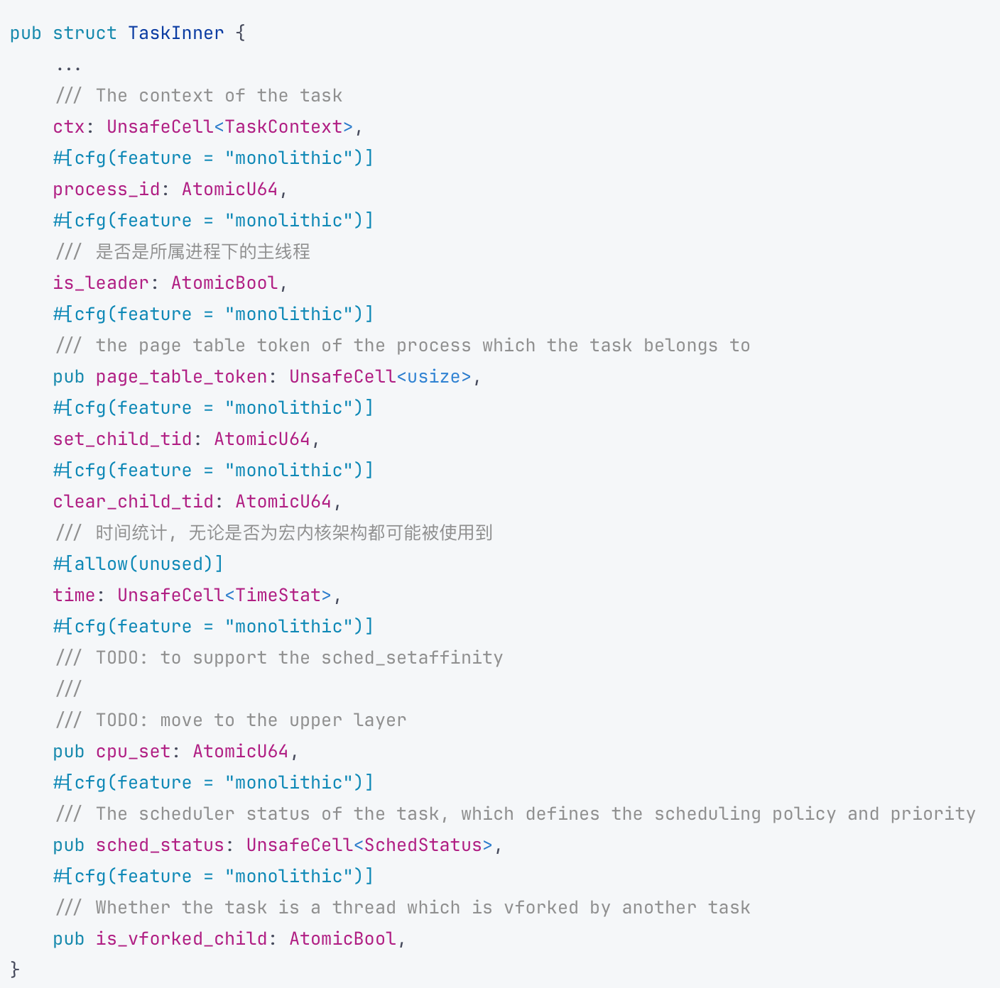 pub struct TaskInner {
    ...
    /// The context of the task
    ctx: UnsafeCell<TaskContext>,
    #[cfg(feature = "monolithic")]
    process_id: AtomicU64,
    #[cfg(feature = "monolithic")]
    /// 是否是所属进程下的主线程
    is_leader: AtomicBool,
    #[cfg(feature = "monolithic")]
    /// the page table token of the process which the task belongs to
    pub page_table_token: UnsafeCell<usize>,
    #[cfg(feature = "monolithic")]
    set_child_tid: AtomicU64,
    #[cfg(feature = "monolithic")]
    clear_child_tid: AtomicU64,
    /// 时间统计, 无论是否为宏内核架构都可能被使用到
    #[allow(unused)]
    time: UnsafeCell<TimeStat>,
    #[cfg(feature = "monolithic")]
    /// TODO: to support the sched_setaffinity
    ///
    /// TODO: move to the upper layer
    pub cpu_set: AtomicU64,
    #[cfg(feature = "monolithic")]
    /// The scheduler status of the task, which defines the scheduling policy and priority
    pub sched_status: UnsafeCell<SchedStatus>,
    #[cfg(feature = "monolithic")]
    /// Whether the task is a thread which is vforked by another task
    pub is_vforked_child: AtomicBool,
}